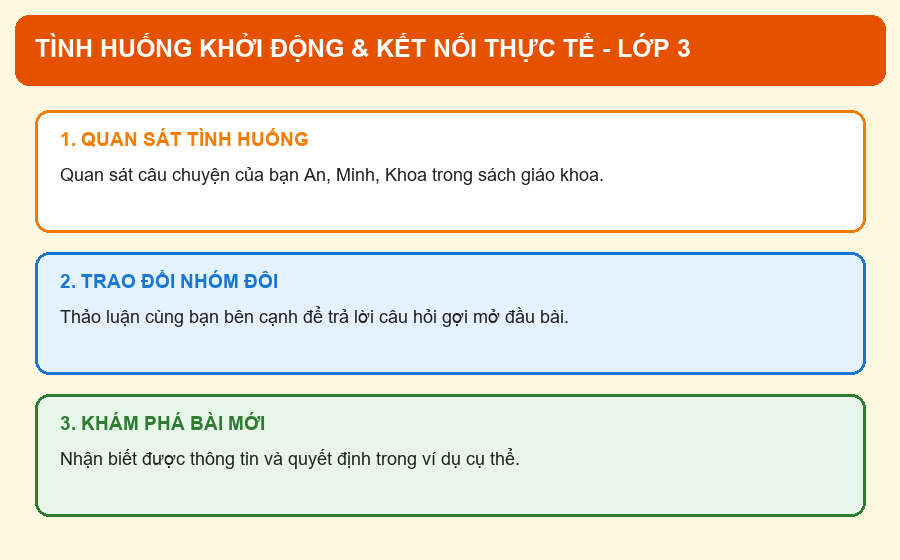 TÌNH HUỐNG KHỞI ĐỘNG & KẾT NỐI THỰC TẾ - LỚP 3
1. QUAN SÁT TÌNH HUỐNG
Quan sát câu chuyện của bạn An, Minh, Khoa trong sách giáo khoa.
2. TRAO ĐỔI NHÓM ĐÔI
Thảo luận cùng bạn bên cạnh để trả lời câu hỏi gợi mở đầu bài.
3. KHÁM PHÁ BÀI MỚI
Nhận biết được thông tin và quyết định trong ví dụ cụ thể.